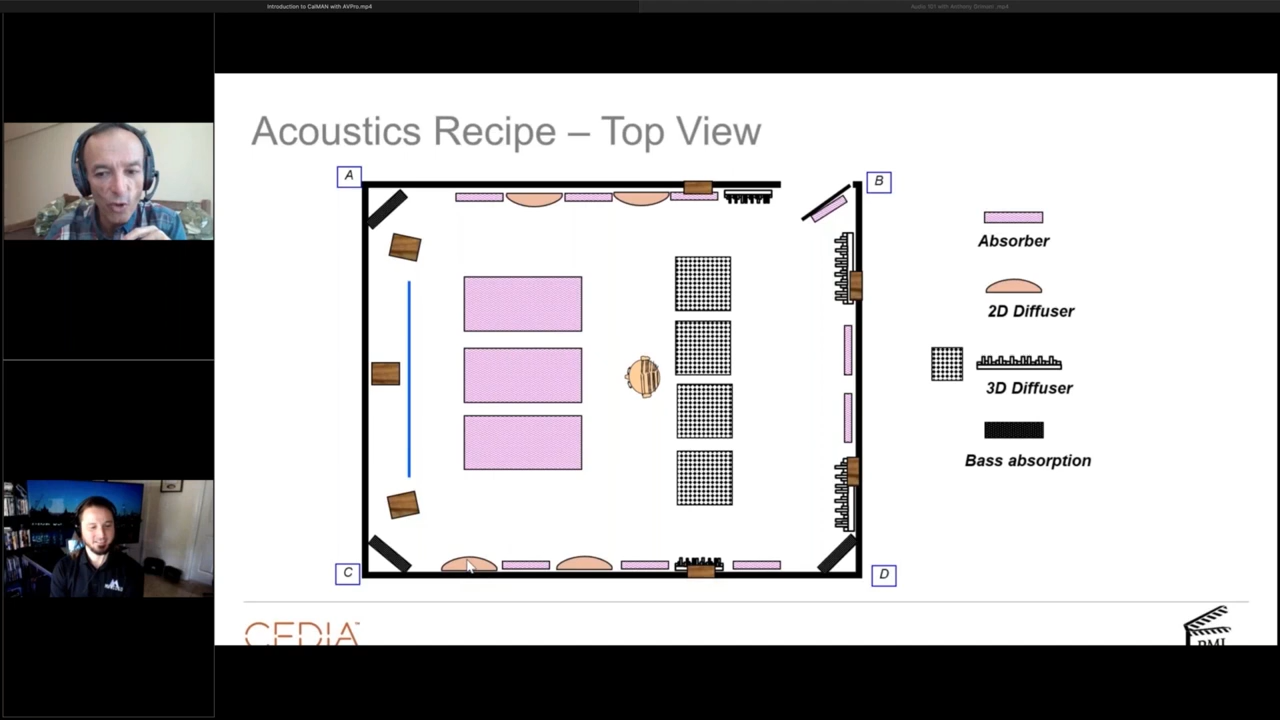 Introduction to CalMAN with AVPro.mp4
Acoustics Recipe – Top View
A
B
Absorber
2D Diffuser
3D Diffuser
Bass absorption
C
D
CEDIA